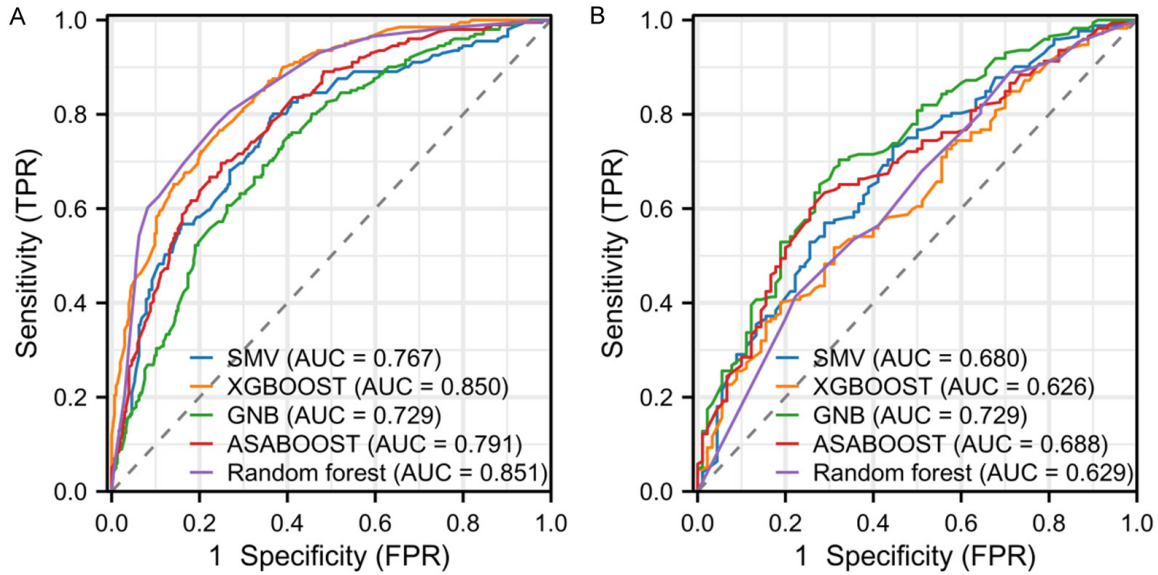 A
Sensitivity (TPR)
1.0
0.8
0.6
0.4
0.2
0.0
SMV (AUC = 0.767)
XGBOOST (AUC = 0.850)
GNB (AUC = 0.729)
ASABOOST (AUC = 0.791)
Random forest (AUC = 0.851)
0.0 0.2 0.4 0.6 0.8 1.0
1 Specificity (FPR)
B
Sensitivity (TPR)
1.0
0.8
0.6
0.4
0.2
0.0
SMV (AUC = 0.680)
XGBOOST (AUC = 0.626)
GNB (AUC = 0.729)
ASABOOST (AUC = 0.688)
Random forest (AUC = 0.629)
0.0 0.2 0.4 0.6 0.8 1.0
1 Specificity (FPR)